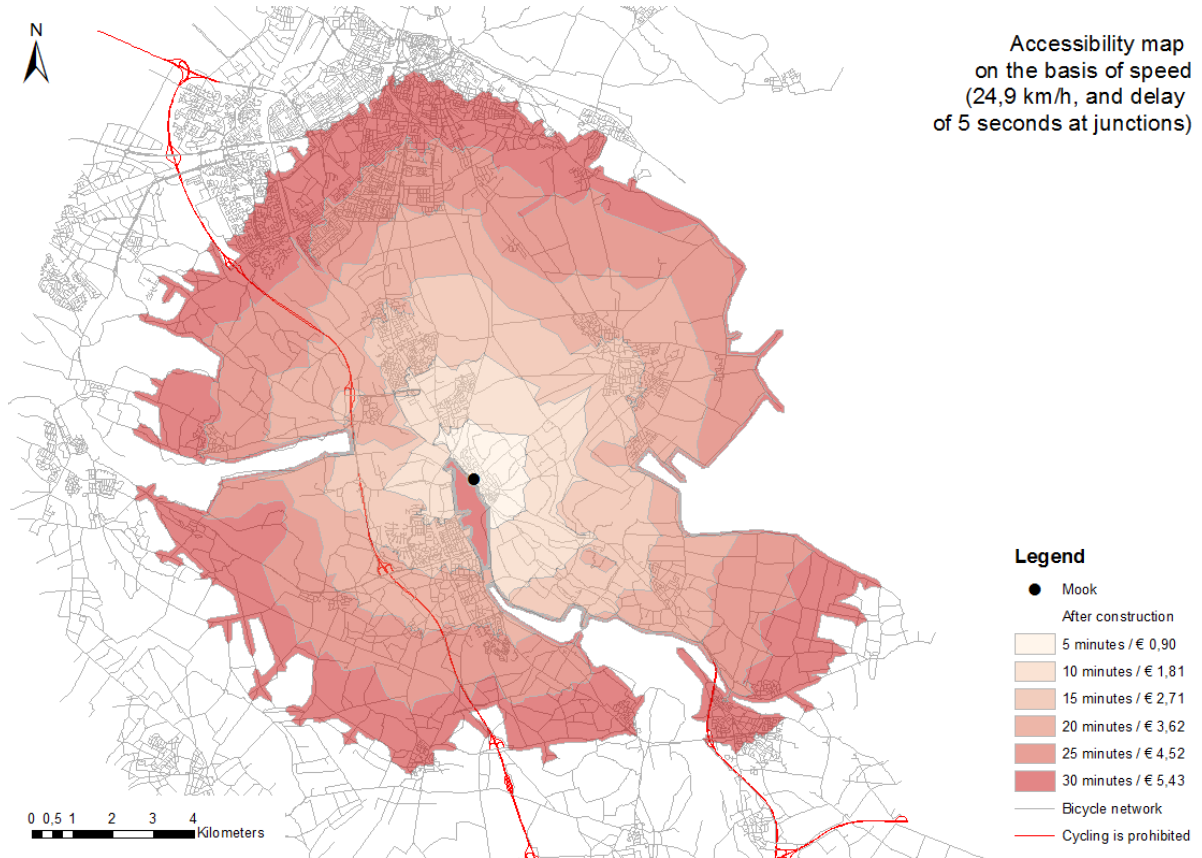 N
Accessibility map
on the basis of speed
(24,9 km/h, and delay
of 5 seconds at junctions)
Legend
Mook
After construction
5 minutes / € 0,90
10 minutes / € 1,81
15 minutes / € 2,71
20 minutes / € 3,62
25 minutes / € 4,52
30 minutes / € 5,43
Bicycle network
Cycling is prohibited
0 0,5 1 2 3 4
Kilometers